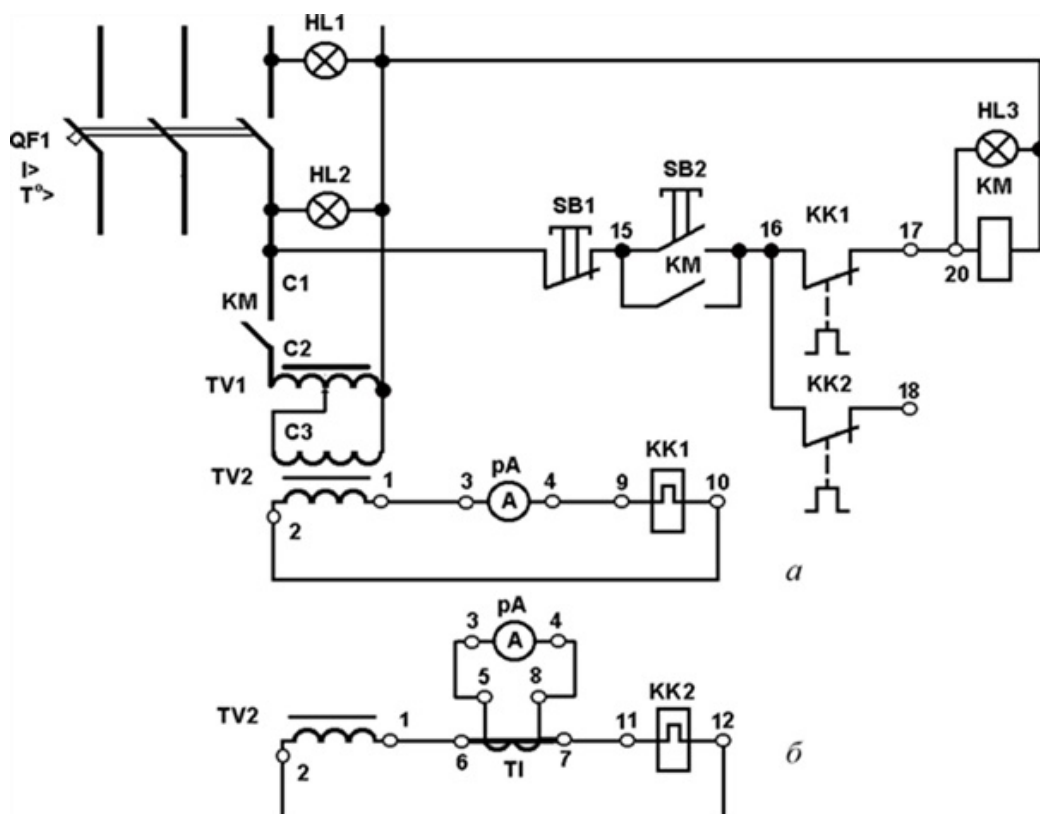 HL1
QF1
I>
T°>
HL2
HL3
SB1
15
SB2
KM
16
KK1
17
KM
20
C1
KM
C2
TV1
C3
KK2
18
TV2
1
2
3
pA
A
4
9
KK1
10
а
pA
3
A
4
5
8
TV2
1
2
6
TI
7
11
KK2
12
б